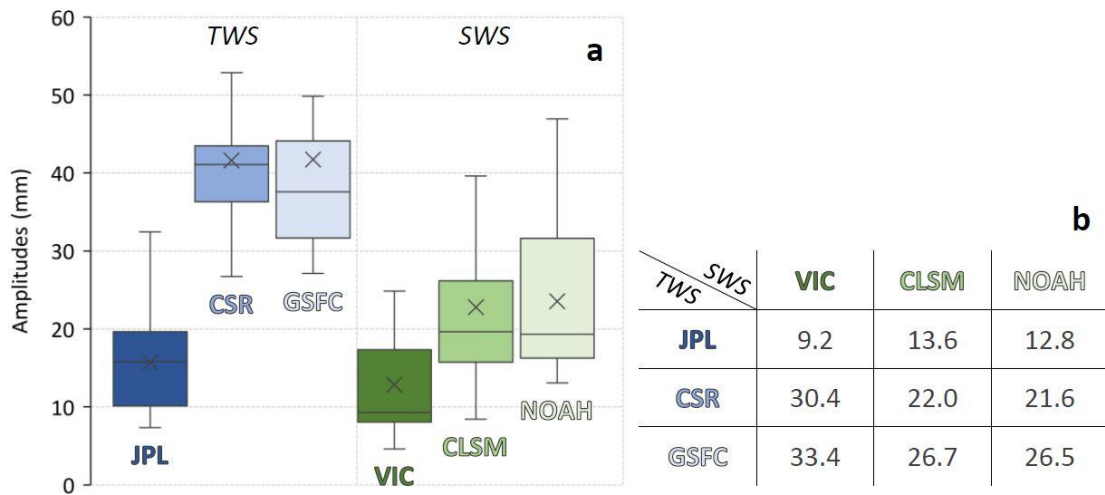 60
50
40
30
20
10
0
Amplitudes (mm)
TWS
SWS
a
JPL
CSR
GSFC
VIC
CLSM
NOAH
b
SWS
TWS
VIC CLSM NOAH
JPL 9.2 13.6 12.8
CSR 30.4 22.0 21.6
GSFC 33.4 26.7 26.5